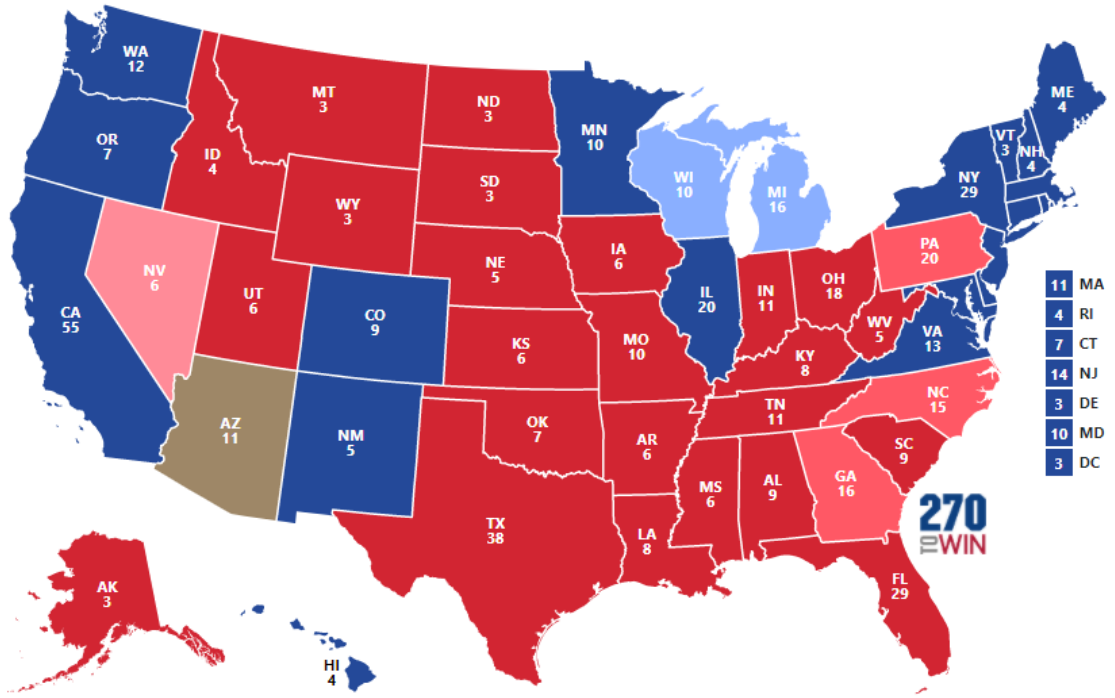 WA
12
OR
7
CA
55
NV
6
ID
4
MT
3
WY
3
UT
6
AZ
11
CO
9
NM
5
ND
3
SD
3
NE
5
KS
6
OK
7
TX
38
MN
10
IA
6
MO
10
AR
6
LA
8
WI
10
IL
20
MI
16
IN
11
OH
18
KY
8
TN
11
MS
6
AL
9
GA
16
FL
29
SC
9
NC
15
VA
13
WV
5
PA
20
NY
29
VT
3
NH
4
ME
4
11 MA
4 RI
7 CT
14 NJ
3 DE
10 MD
3 DC
AK
3
HI
4
270
TO WIN